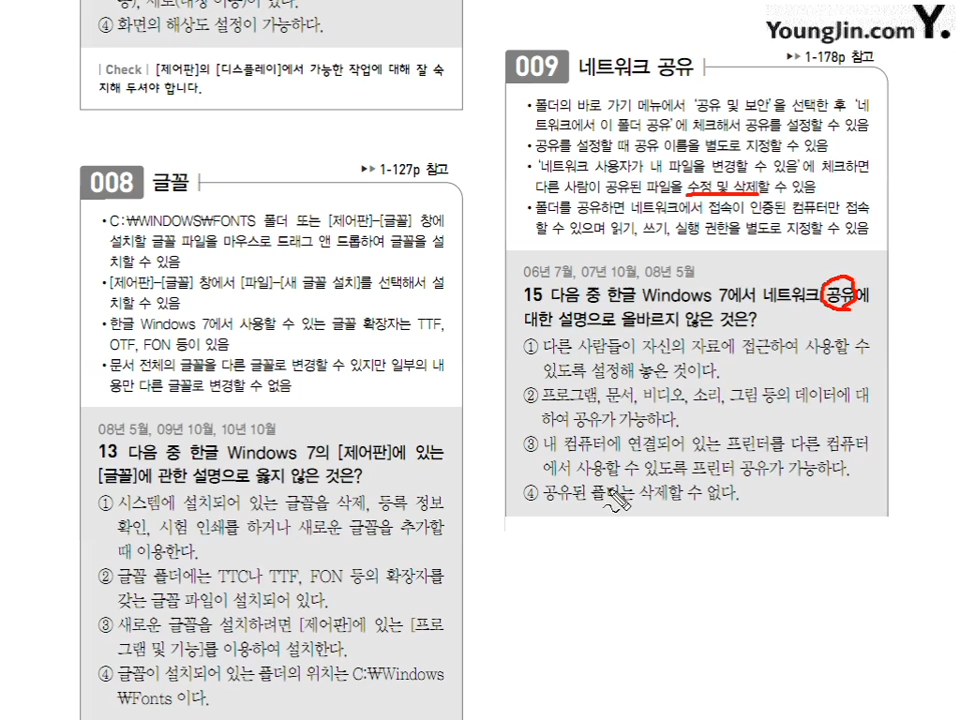 등), 세로(대칭 이동)이 있다.
④ 화면의 해상도 설정이 가능하다.
| Check | [제어판]의 [디스플레이]에서 가능한 작업에 대해 잘 숙
지해 두셔야 합니다.
▶▶ 1-127p 참고
008 글꼴
• C:₩WINDOWS₩FONTS 폴더 또는 [제어판]-[글꼴] 창에
설치할 글꼴 파일을 마우스로 드래그 앤 드롭하여 글꼴을 설
치할 수 있음
• [제어판]-[글꼴] 창에서 [파일]-[새 글꼴 설치]를 선택해서 설
치할 수 있음
• 한글 Windows 7에서 사용할 수 있는 글꼴 확장자는 TTF,
OTF, FON 등이 있음
• 문서 전체의 글꼴을 다른 글꼴로 변경할 수 있지만 일부의 내
용만 다른 글꼴로 변경할 수 없음
08년 5월, 09년 10월, 10년 10월
13 다음 중 한글 Windows 7의 [제어판]에 있는
[글꼴]에 관한 설명으로 옳지 않은 것은?
① 시스템에 설치되어 있는 글꼴을 삭제, 등록 정보
확인, 시험 인쇄를 하거나 새로운 글꼴을 추가할
때 이용한다.
② 글꼴 폴더에는 TTC나 TTF, FON 등의 확장자를
갖는 글꼴 파일이 설치되어 있다.
③ 새로운 글꼴을 설치하려면 [제어판]에 있는 [프로
그램 및 기능]를 이용하여 설치한다.
④ 글꼴이 설치되어 있는 폴더의 위치는 C:₩Windows
₩Fonts 이다.
YoungJin.com Y.
▶▶ 1-178p 참고
009 네트워크 공유
• 폴더의 바로 가기 메뉴에서 '공유 및 보안'을 선택한 후 '네
트워크에서 이 폴더 공유'에 체크해서 공유를 설정할 수 있음
• 공유를 설정할 때 공유 이름을 별도로 지정할 수 있음
• '네트워크 사용자가 내 파일을 변경할 수 있음'에 체크하면
다른 사람이 공유된 파일을 수정 및 삭제할 수 있음
• 폴더를 공유하면 네트워크에서 접속이 인증된 컴퓨터만 접속
할 수 있으며 읽기, 쓰기, 실행 권한을 별도로 지정할 수 있음
06년 7월, 07년 10월, 08년 5월
15 다음 중 한글 Windows 7에서 네트워크 공유에
대한 설명으로 올바르지 않은 것은?
① 다른 사람들이 자신의 자료에 접근하여 사용할 수
있도록 설정해 놓은 것이다.
② 프로그램, 문서, 비디오, 소리, 그림 등의 데이터에 대
하여 공유가 가능하다.
③ 내 컴퓨터에 연결되어 있는 프린터를 다른 컴퓨터
에서 사용할 수 있도록 프린터 공유가 가능하다.
④ 공유된 폴더는 삭제할 수 없다.